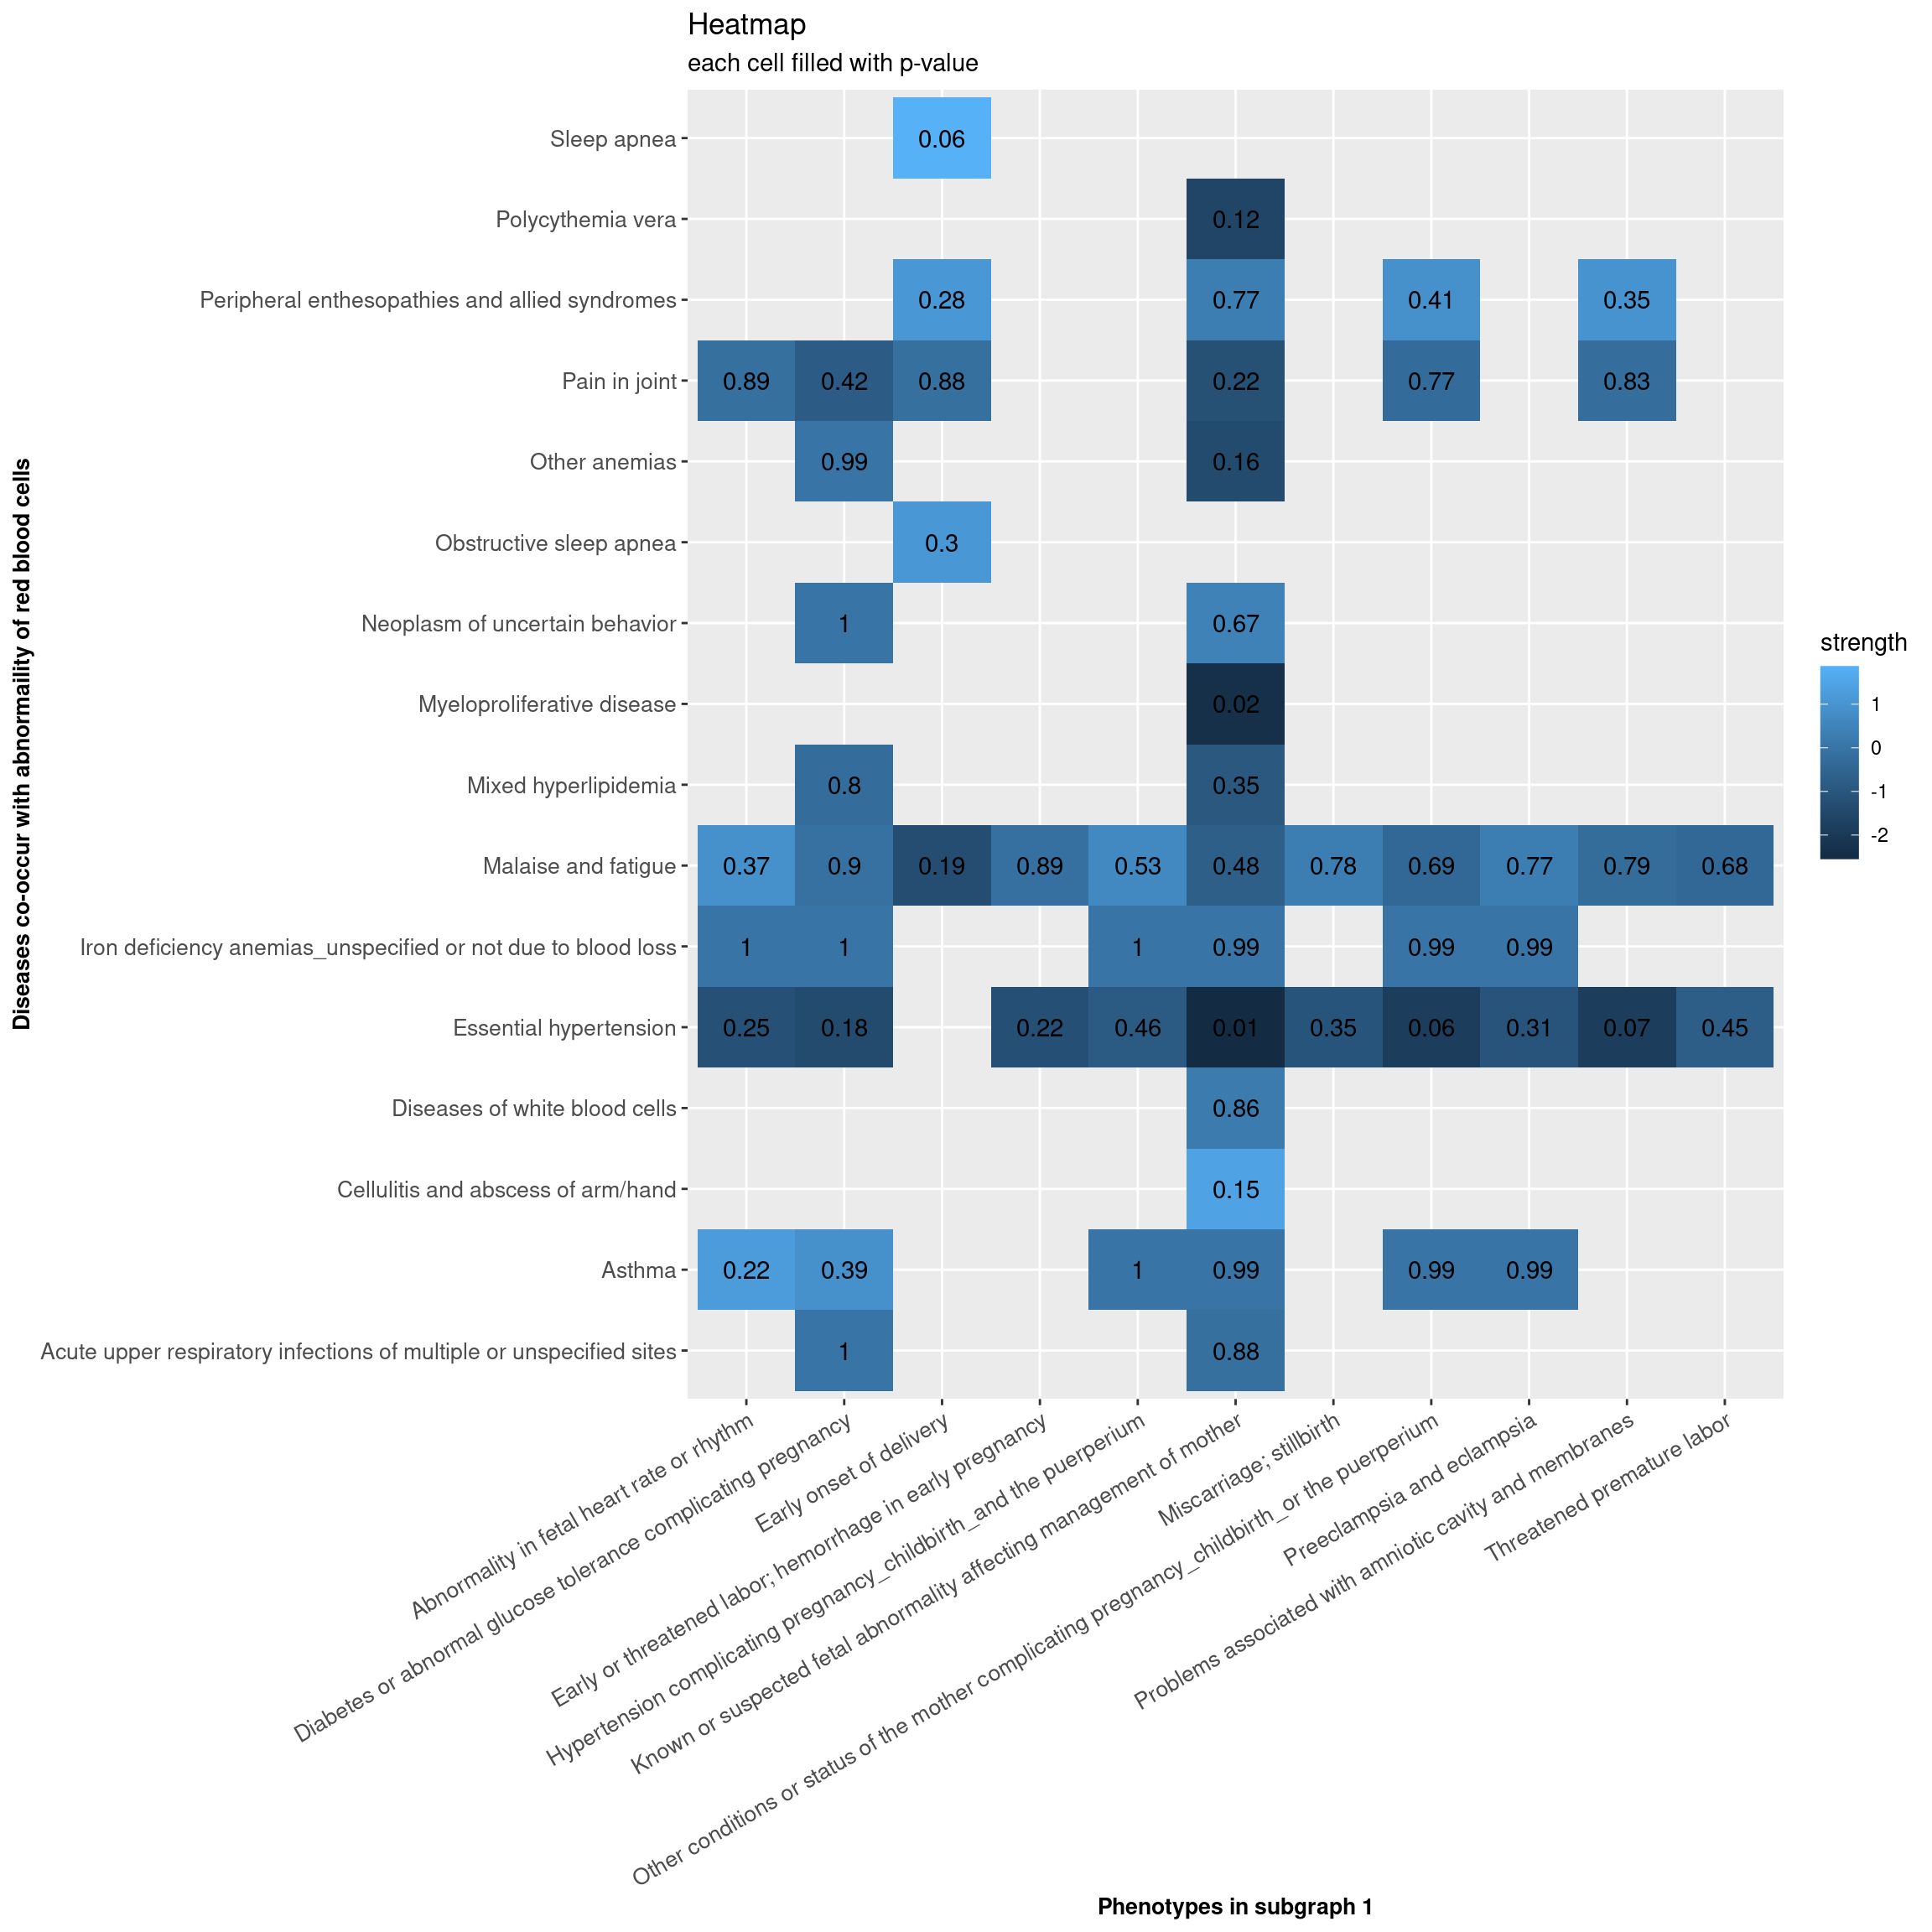 Heatmap
each cell filled with p-value
Diseases co-occur with abnormaility of red blood cells
Sleep apnea 0.06
Polycythemia vera 0.12
Peripheral enthesopathies and allied syndromes 0.28 0.77 0.41 0.35
Pain in joint 0.89 0.42 0.88 0.22 0.77 0.83
Other anemias 0.99 0.16
Obstructive sleep apnea 0.3
Neoplasm of uncertain behavior 1 0.67
Myeloproliferative disease 0.02
Mixed hyperlipidemia 0.8 0.35
Malaise and fatigue 0.37 0.9 0.19 0.89 0.53 0.48 0.78 0.69 0.77 0.79 0.68
Iron deficiency anemias_unspecified or not due to blood loss 1 1 1 0.99 0.99 0.99
Essential hypertension 0.25 0.18 0.22 0.46 0.01 0.35 0.06 0.31 0.07 0.45
Diseases of white blood cells 0.86
Cellulitis and abscess of arm/hand 0.15
Asthma 0.22 0.39 1 0.99 0.99 0.99
Acute upper respiratory infections of multiple or unspecified sites 1 0.88
Abnormality in fetal heart rate or rhythm
Diabetes or abnormal glucose tolerance complicating pregnancy
Early onset of delivery
Early or threatened labor; hemorrhage in early pregnancy
Hypertension complicating pregnancy_childbirth_and the puerperium
Known or suspected fetal abnormality affecting management of mother
Miscarriage; stillbirth
Other conditions or status of the mother complicating pregnancy_childbirth_or the puerperium
Preeclampsia and eclampsia
Problems associated with amniotic cavity and membranes
Threatened premature labor
Phenotypes in subgraph 1
strength
1
0
-1
-2